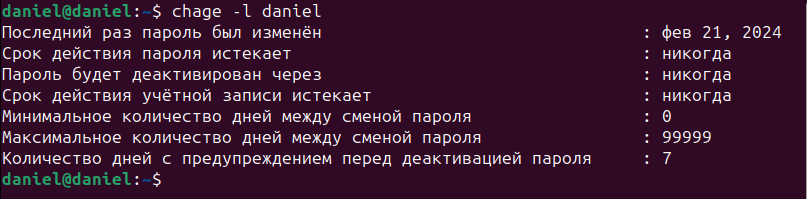 daniel@daniel:~$ chage -l daniel
Последний раз пароль был изменён : фев 21, 2024
Срок действия пароля истекает : никогда
Пароль будет деактивирован через : никогда
Срок действия учётной записи истекает : никогда
Минимальное количество дней между сменой пароля : 0
Максимальное количество дней между сменой пароля : 99999
Количество дней с предупреждением перед деактивацией пароля : 7
daniel@daniel:~$